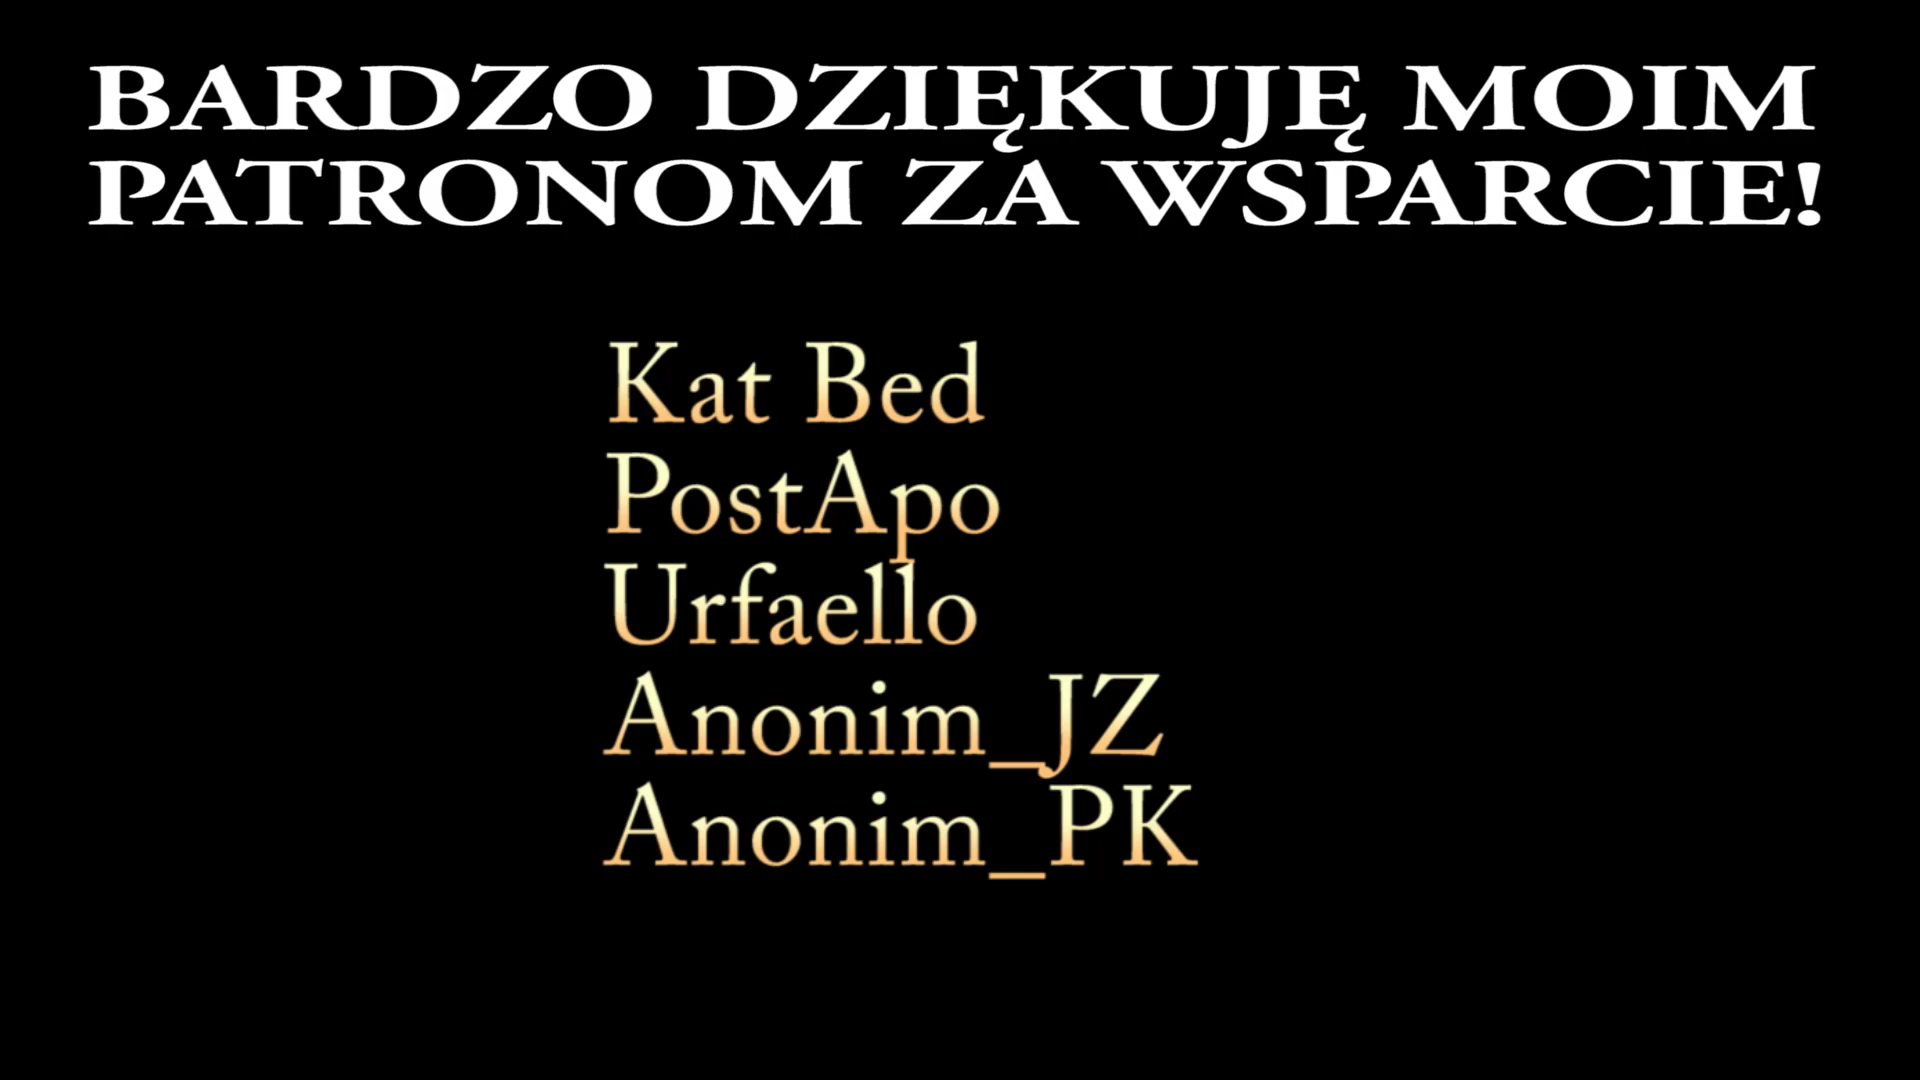 BARDZO DZIĘKUJĘ MOIM
PATRONOM ZA WSPARCIE!
Kat Bed
PostApo
Urfaello
Anonim_JZ
Anonim_PK